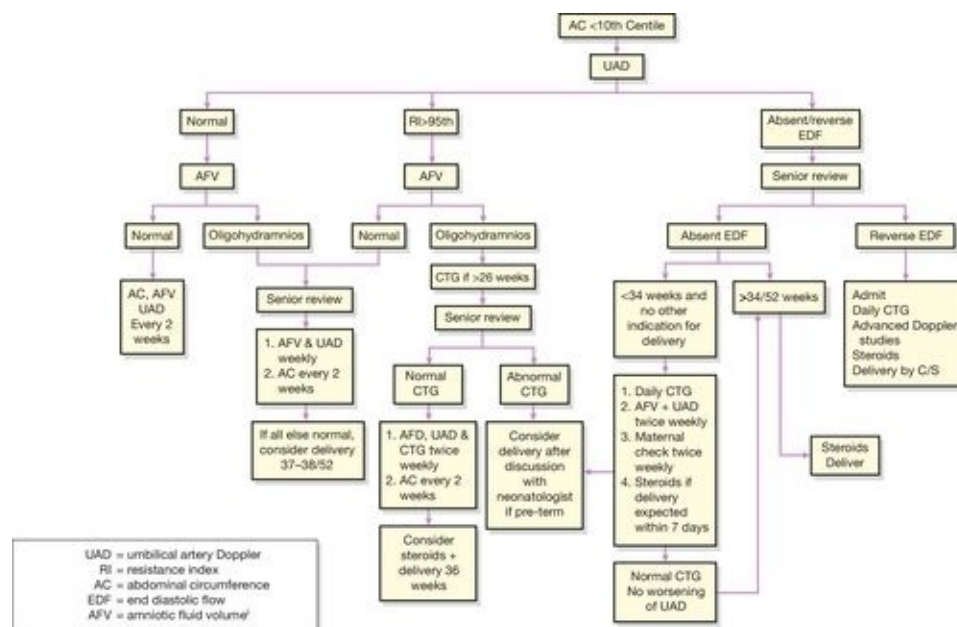 AC <10th Centile
UAD
Normal
RI>95th
Absent/reverse
EDF
AFV
AFV
Senior review
Normal
Oligohydramnios
Normal
Oligohydramnios
Absent EDF
Reverse EDF
AC, AFV
UAD
Every 2
weeks
Senior review
1. AFV & UAD
weekly
2. AC every 2
weeks
If all else normal,
consider delivery
37–38/52
CTG if >26 weeks
Senior review
Normal
CTG
Abnormal
CTG
1. AFD, UAD &
CTG twice
weekly
2. AC every 2
weeks
Consider
steroids +
delivery 36
weeks
Consider
delivery after
discussion
with
neonatologist
if pre-term
<34 weeks and
no other
indication for
delivery
>34/52 weeks
1. Daily CTG
2. AFV + UAD
twice weekly
3. Maternal
check twice
weekly
4. Steroids if
delivery
expected
within 7 days
Normal CTG
No worsening
of UAD
Steroids
Deliver
Admit
Daily CTG
Advanced Doppler
studies
Steroids
Delivery by C/S
UAD = umbilical artery Doppler
RI = resistance index
AC = abdominal circumference
EDF = end diastolic flow
AFV = amniotic fluid volume